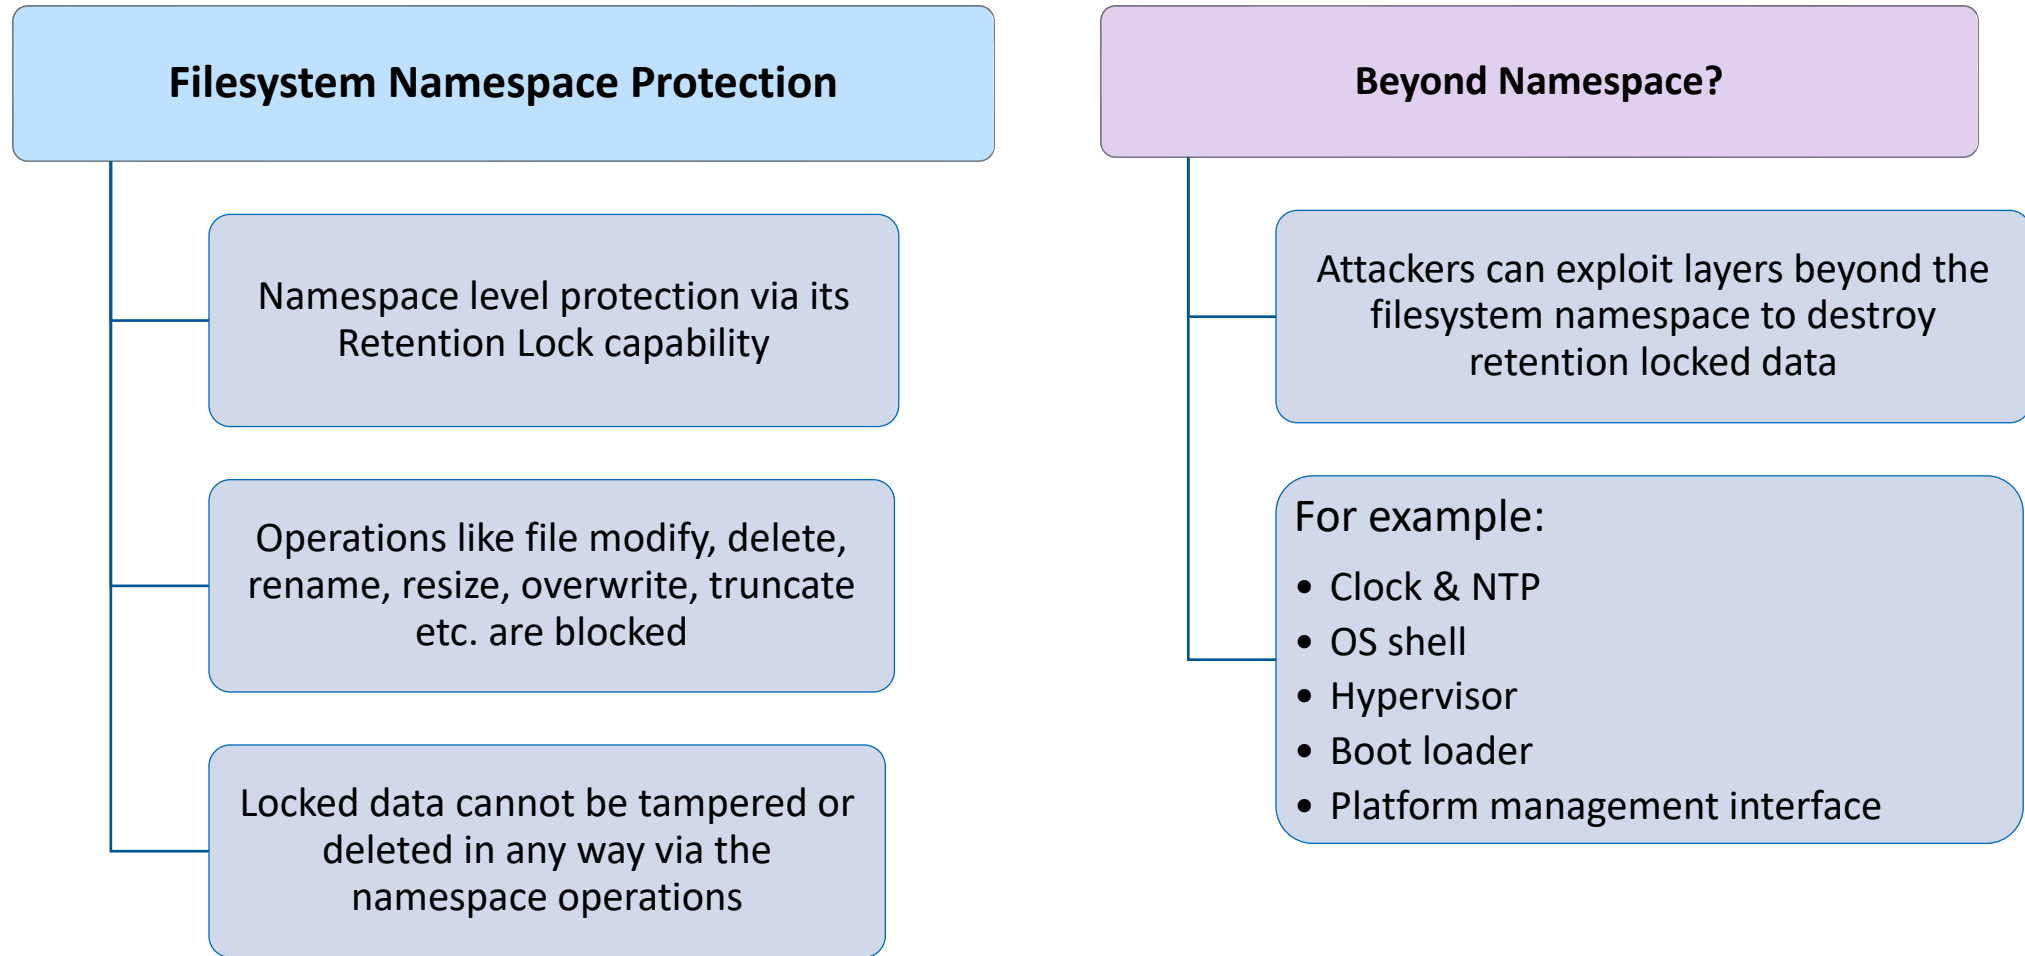 Filesystem Namespace Protection
Namespace level protection via its
Retention Lock capability
Operations like file modify, delete,
rename, resize, overwrite, truncate
etc. are blocked
Locked data cannot be tampered or
deleted in any way via the
namespace operations
Beyond Namespace?
Attackers can exploit layers beyond the
filesystem namespace to destroy
retention locked data
For example:
• Clock & NTP
• OS shell
• Hypervisor
• Boot loader
• Platform management interface